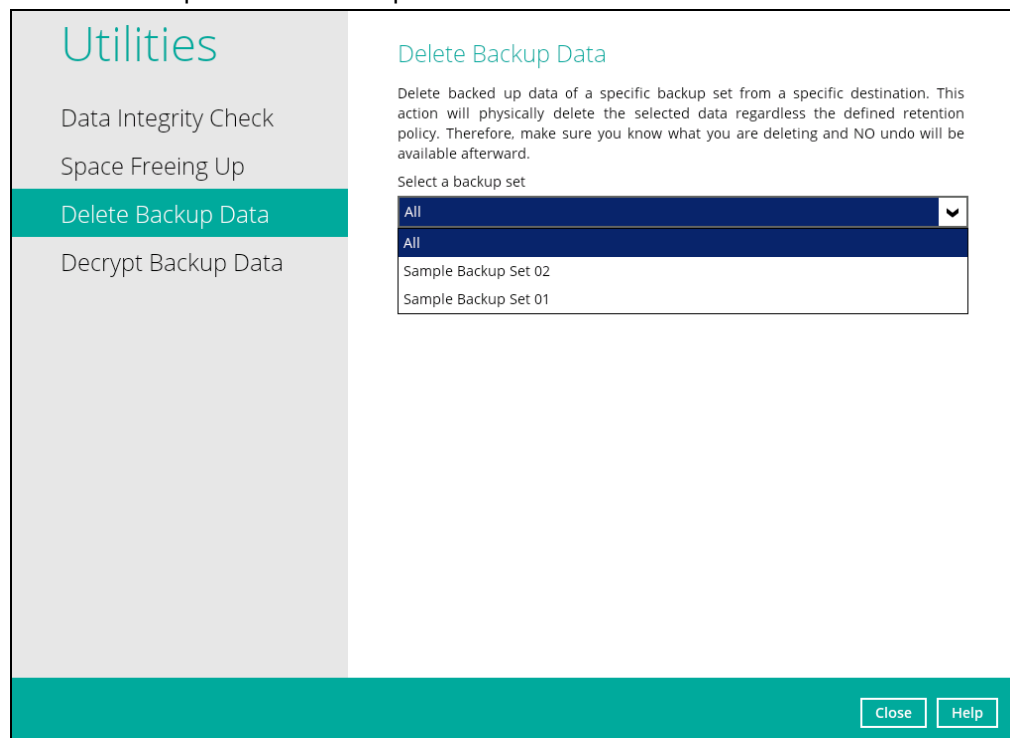 Utilities
Data Integrity Check
Space Freeing Up
Delete Backup Data
Decrypt Backup Data
Delete Backup Data
Delete backed up data of a specific backup set from a specific destination. This
action will physically delete the selected data regardless the defined retention
policy. Therefore, make sure you know what you are deleting and NO undo will be
available afterward.
Select a backup set
All
All
Sample Backup Set 02
Sample Backup Set 01
Close
Help